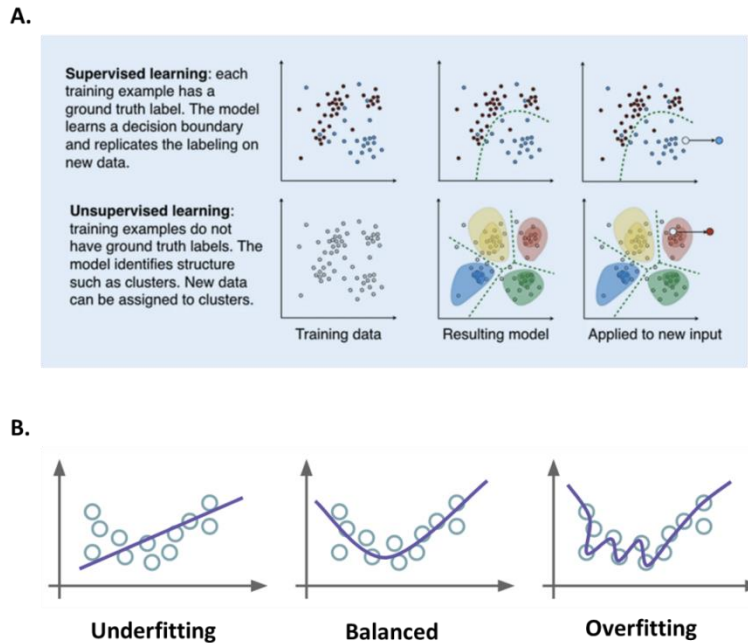 A.
Supervised learning: each
training example has a
ground truth label. The model
learns a decision boundary
and replicates the labeling on
new data.
Unsupervised learning:
training examples do not
have ground truth labels. The
model identifies structure
such as clusters. New data
can be assigned to clusters.
Training data
Resulting model
Applied to new input
B.
Underfitting
Balanced
Overfitting